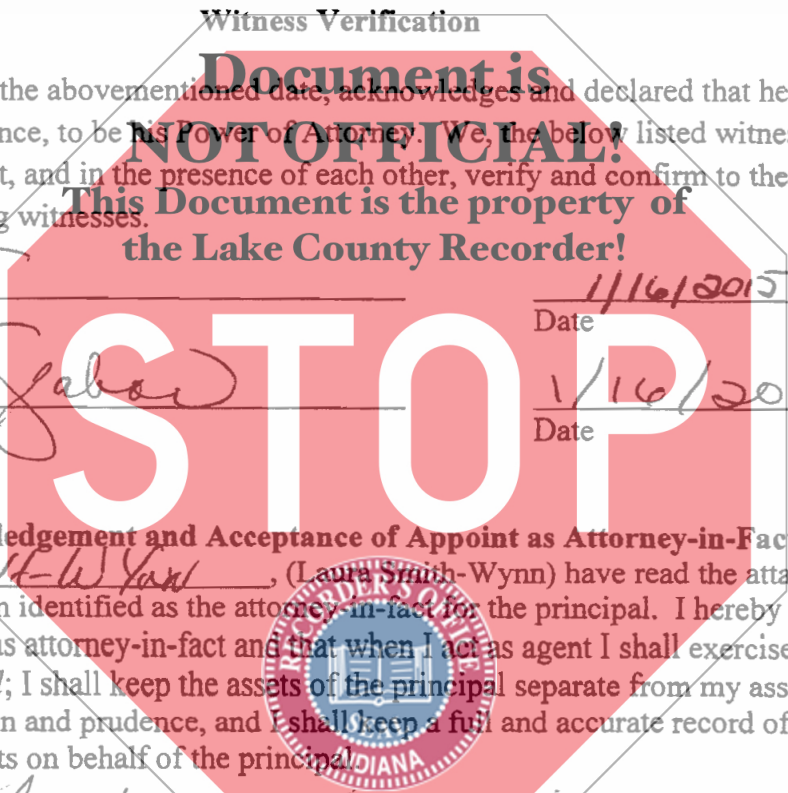 Witness Verification
Document is
the abovementioned date, acknowledges and declared that he
nce, to be his Power of Attorney. We, the below listed witne
NOT OFFICIAL!
t, and in the presence of each other, verify and confirm to the
This Document is the property of
g witnesses.
the Lake County Recorder!
1/16/2015
Date
STOP
1/16/20
Date
ledgement and Acceptance of Appoint as Attorney-in-Fac
, (Laura Smith-Wynn) have read the atta
n identified as the attorney-in-fact for the principal. I hereby
as attorney-in-fact and that when I act as agent I shall exercise
; I shall keep the assets of the principal separate from my ass
n and prudence, and I shall keep a full and accurate record of
ts on behalf of the principal.
RECORDER'S OFFICE
SEAL
INDIANA